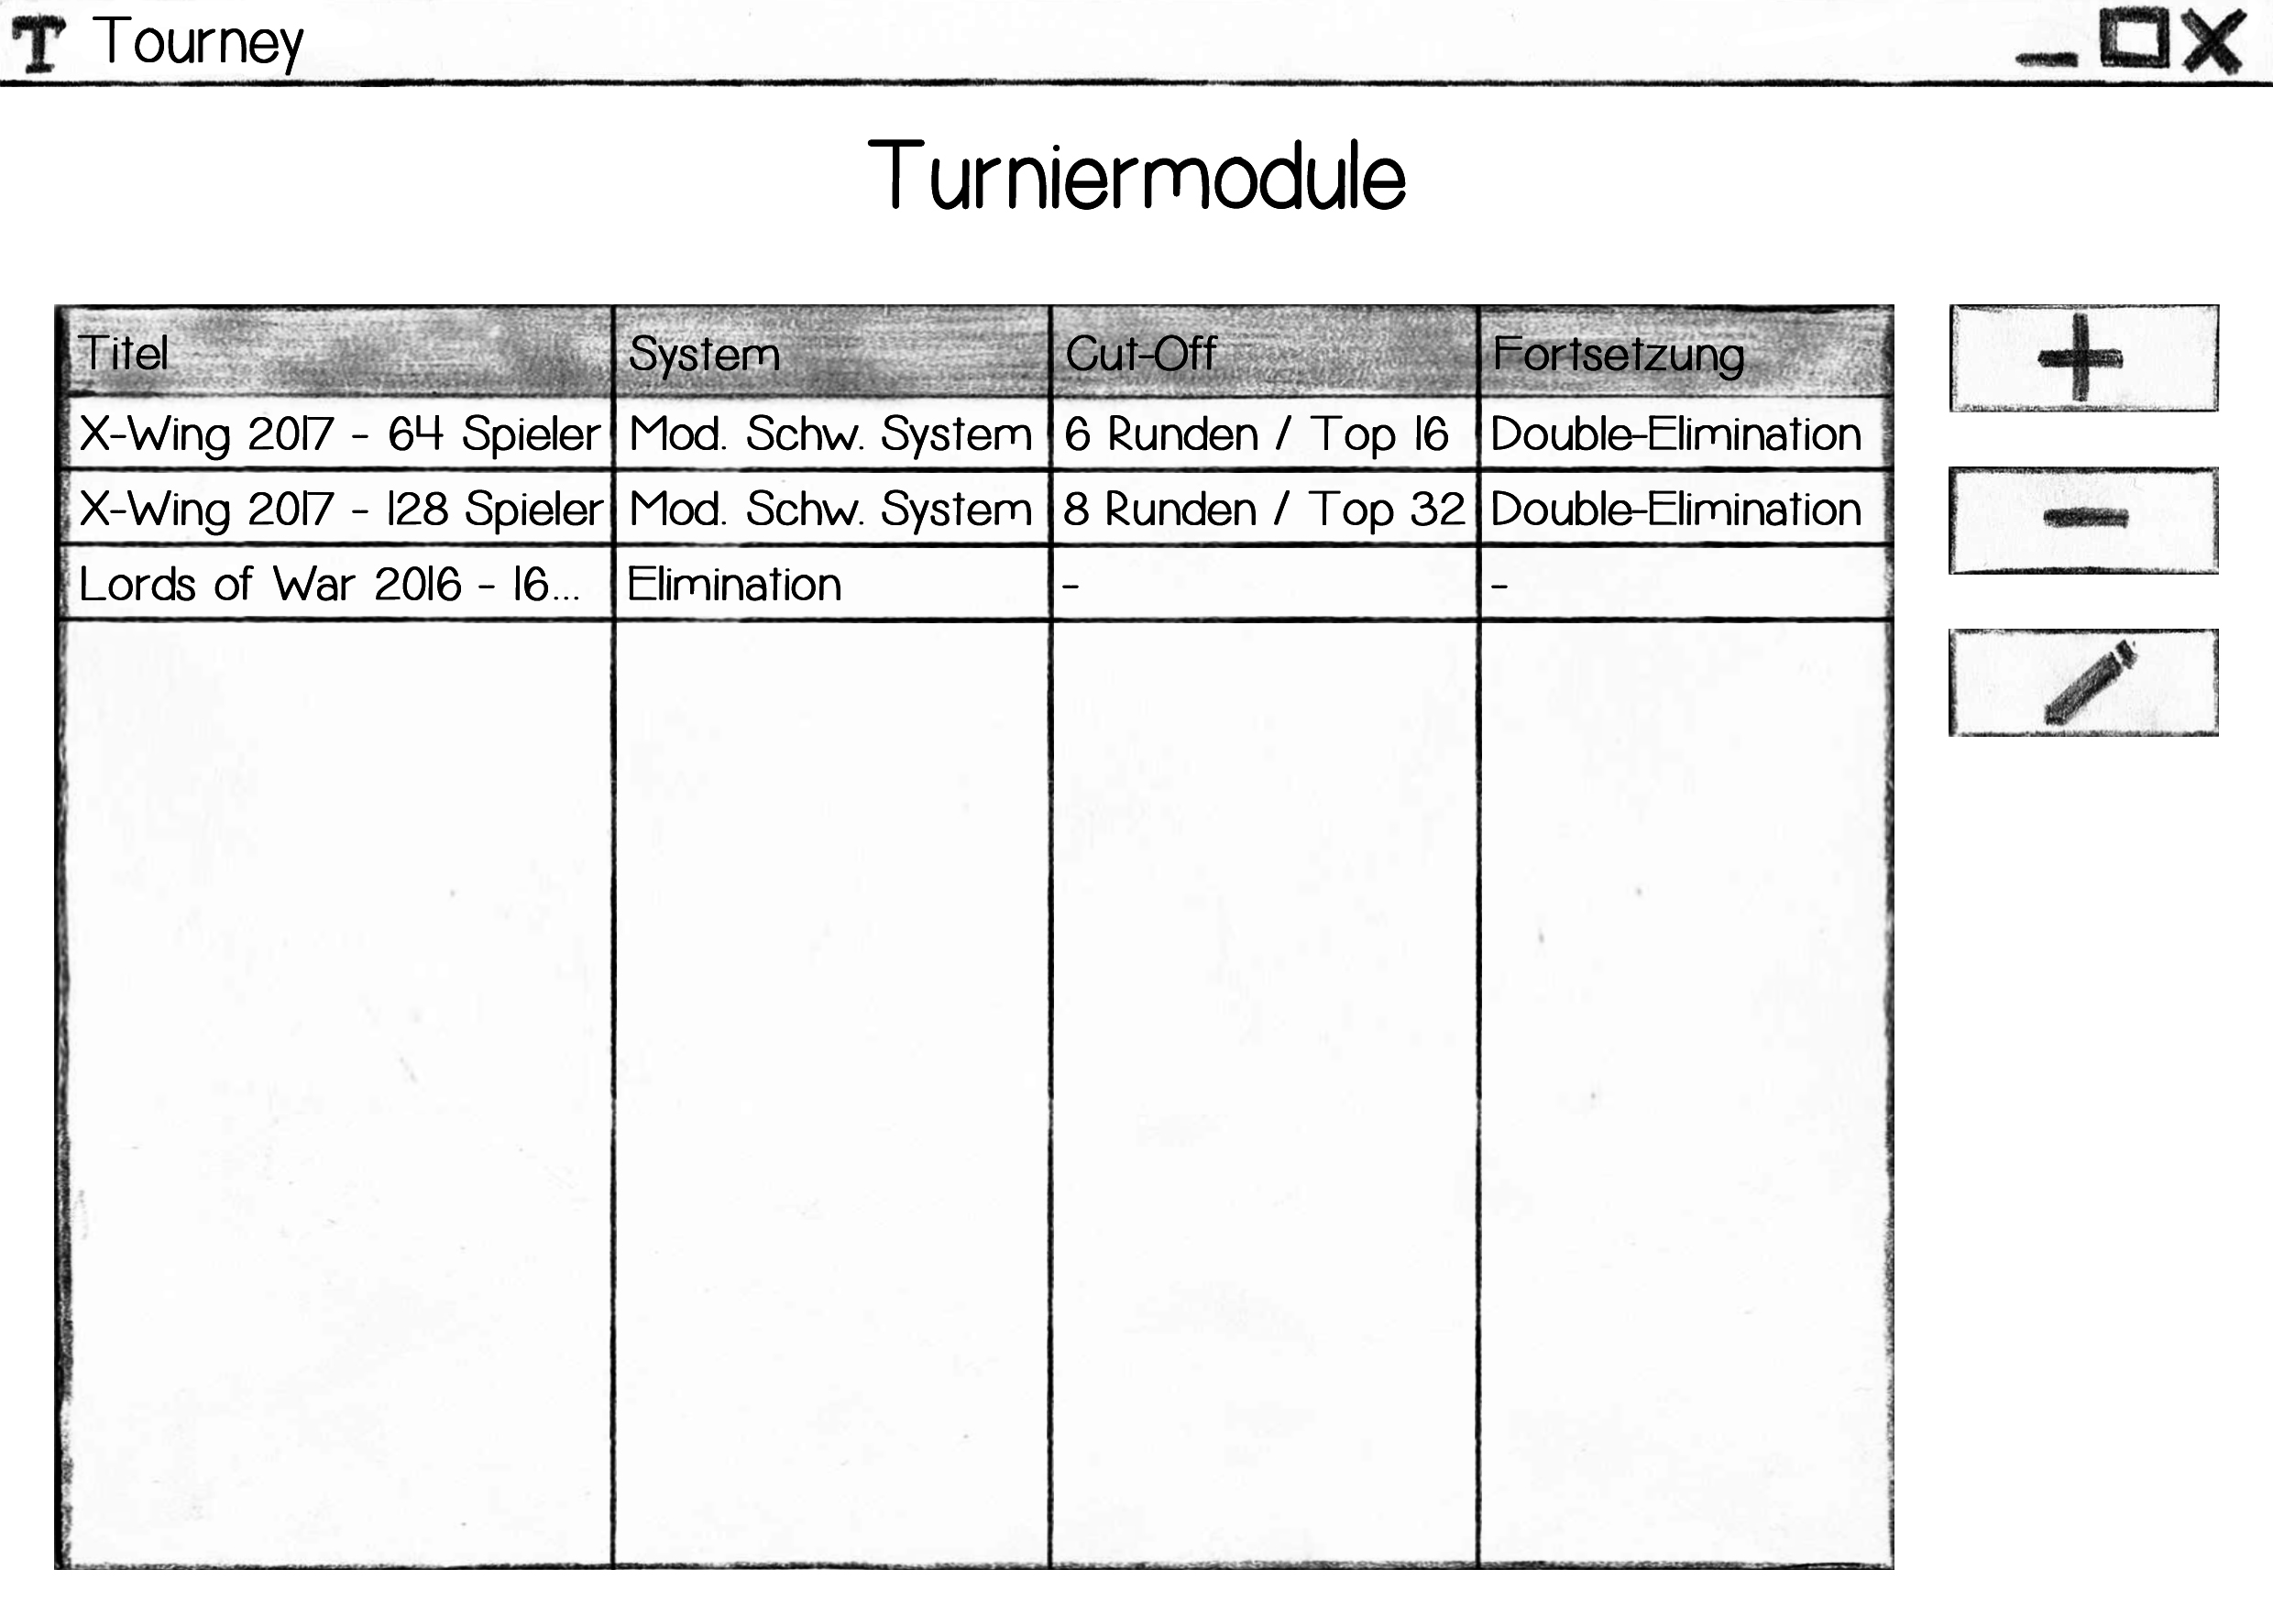 T Tourney
Turniermodule
Titel System Cut-Off Fortsetzung
X-Wing 2017 - 64 Spieler Mod. Schw. System 6 Runden / Top 16 Double-Elimination
X-Wing 2017 - 128 Spieler Mod. Schw. System 8 Runden / Top 32 Double-Elimination
Lords of War 2016 - 16... Elimination - -